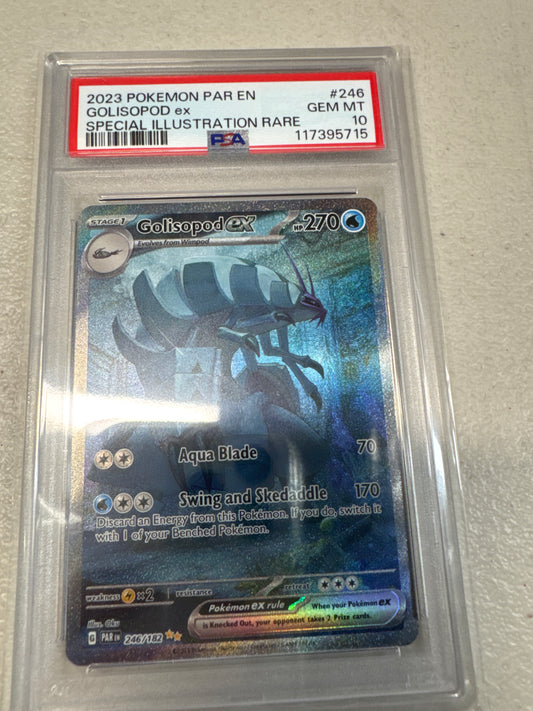 2023 POKEMON PAR EN #246
GOLISOPOD ex GEM MT
SPECIAL ILLUSTRATION RARE 10
PSA 117395715
STAGE 1 Golisopod ex HP 270
Evolves from Wimpod
Aqua Blade 70
Swing and Skedaddle 170
Discard an Energy from this Pokémon. If you do, switch it
with 1 of your Benched Pokémon.
weakness ×2 resistance retreat
Illus. Oku
Pokémon ex rule When your Pokémon ex
is Knocked Out, your opponent takes 2 Prize cards.
G PAR EN 246/182